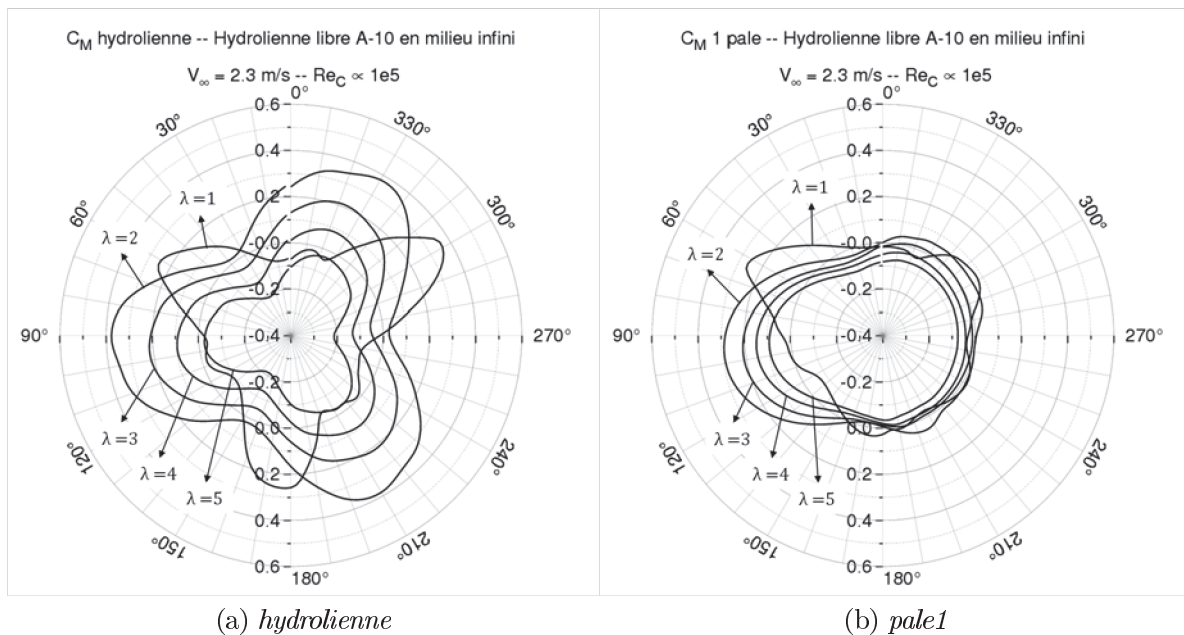 C_M hydrolienne -- Hydrolienne libre A-10 en milieu infini
V_∞ = 2.3 m/s -- Re_C ∝ 1e5
0°
0.6
30°
330°
0.4
λ=1
0.2
60°
300°
λ=2
-0.0
-0.2
90°
-0.4
270°
-0.2
0.0
λ=3
120°
λ=4
0.2
240°
λ=5
0.4
150°
210°
0.6
180°
(a) hydrolienne
C_M 1 pale -- Hydrolienne libre A-10 en milieu infini
V_∞ = 2.3 m/s -- Re_C ∝ 1e5
0°
0.6
30°
330°
0.4
λ=1
0.2
60°
300°
λ=2
-0.0
-0.2
90°
-0.4
270°
-0.2
0.0
λ=3
120°
λ=4
0.2
240°
λ=5
0.4
150°
210°
0.6
180°
(b) pale1